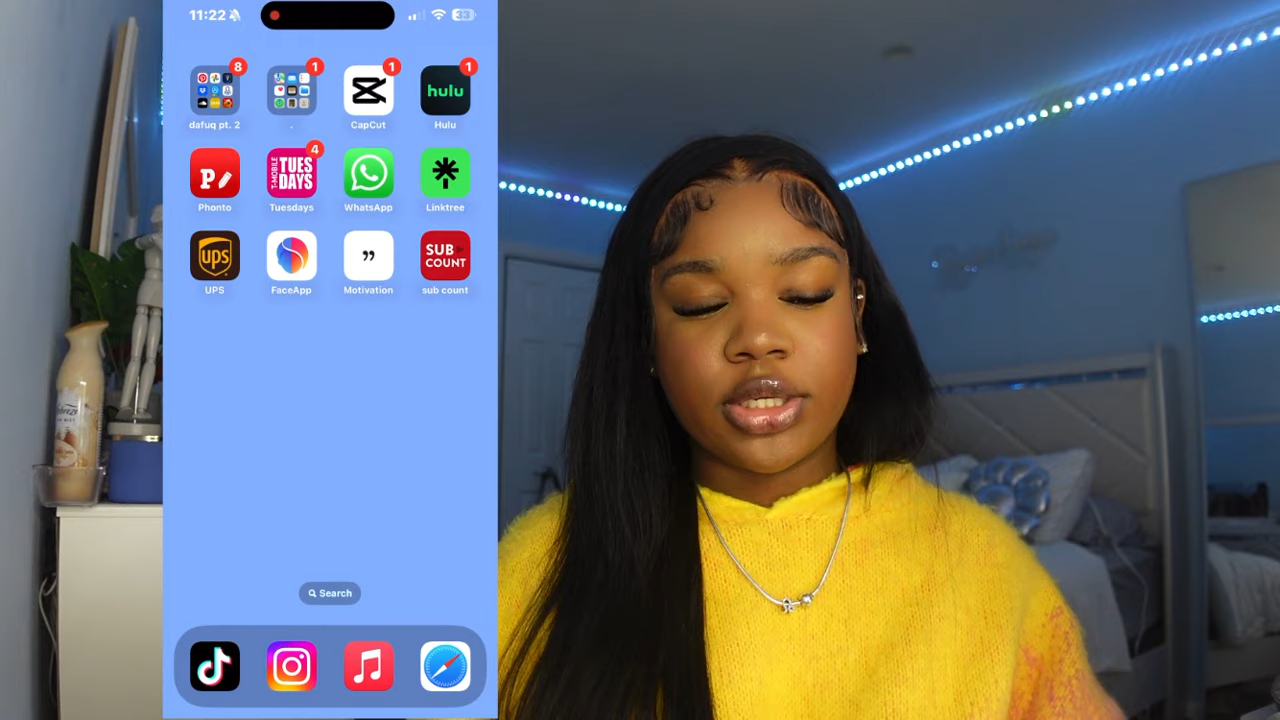 11:22
33
8
1
1
1
dafuq pt. 2
.
CapCut
hulu
Hulu
4
P
T-MOBILE
TUES
DAYS
Phonto
Tuesdays
WhatsApp
Linktree
ups
”
SUB
COUNT
UPS
FaceApp
Motivation
sub count
Search